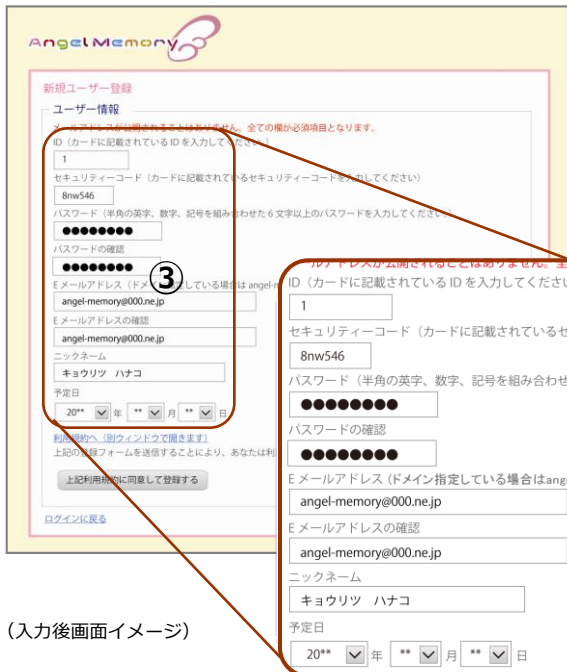 AngelMemory
新規ユーザー登録
ユーザー情報
メールアドレスが公開されることはありません。全ての欄が必須項目となります。
ID（カードに記載されている ID を入力してください）
1
セキュリティーコード（カードに記載されているセキュリティーコードを入力してください）
8nw546
パスワード（半角の英字、数字、記号を組み合わせた 6 文字以上のパスワードを入力してください。）
●●●●●●●●
パスワードの確認
●●●●●●●●
③
E メールアドレス（ドメイン指定している場合は angel-m
angel-memory@000.ne.jp
E メールアドレスの確認
angel-memory@000.ne.jp
ニックネーム
キョウリツ ハナコ
予定日
20** 年 ** 月 ** 日
利用規約へ（別ウィンドウで開きます）
上記の登録フォームを送信することにより、あなたは利
上記利用規約に同意して登録する
ログインに戻る
ールアドレスが公開されることはありません。全
ID（カードに記載されている ID を入力してくださ
1
セキュリティーコード（カードに記載されているセ
8nw546
パスワード（半角の英字、数字、記号を組み合わせ
●●●●●●●●
パスワードの確認
●●●●●●●●
E メールアドレス（ドメイン指定している場合はang
angel-memory@000.ne.jp
E メールアドレスの確認
angel-memory@000.ne.jp
ニックネーム
キョウリツ ハナコ
予定日
20** 年 ** 月 ** 日
（入力後画面イメージ）